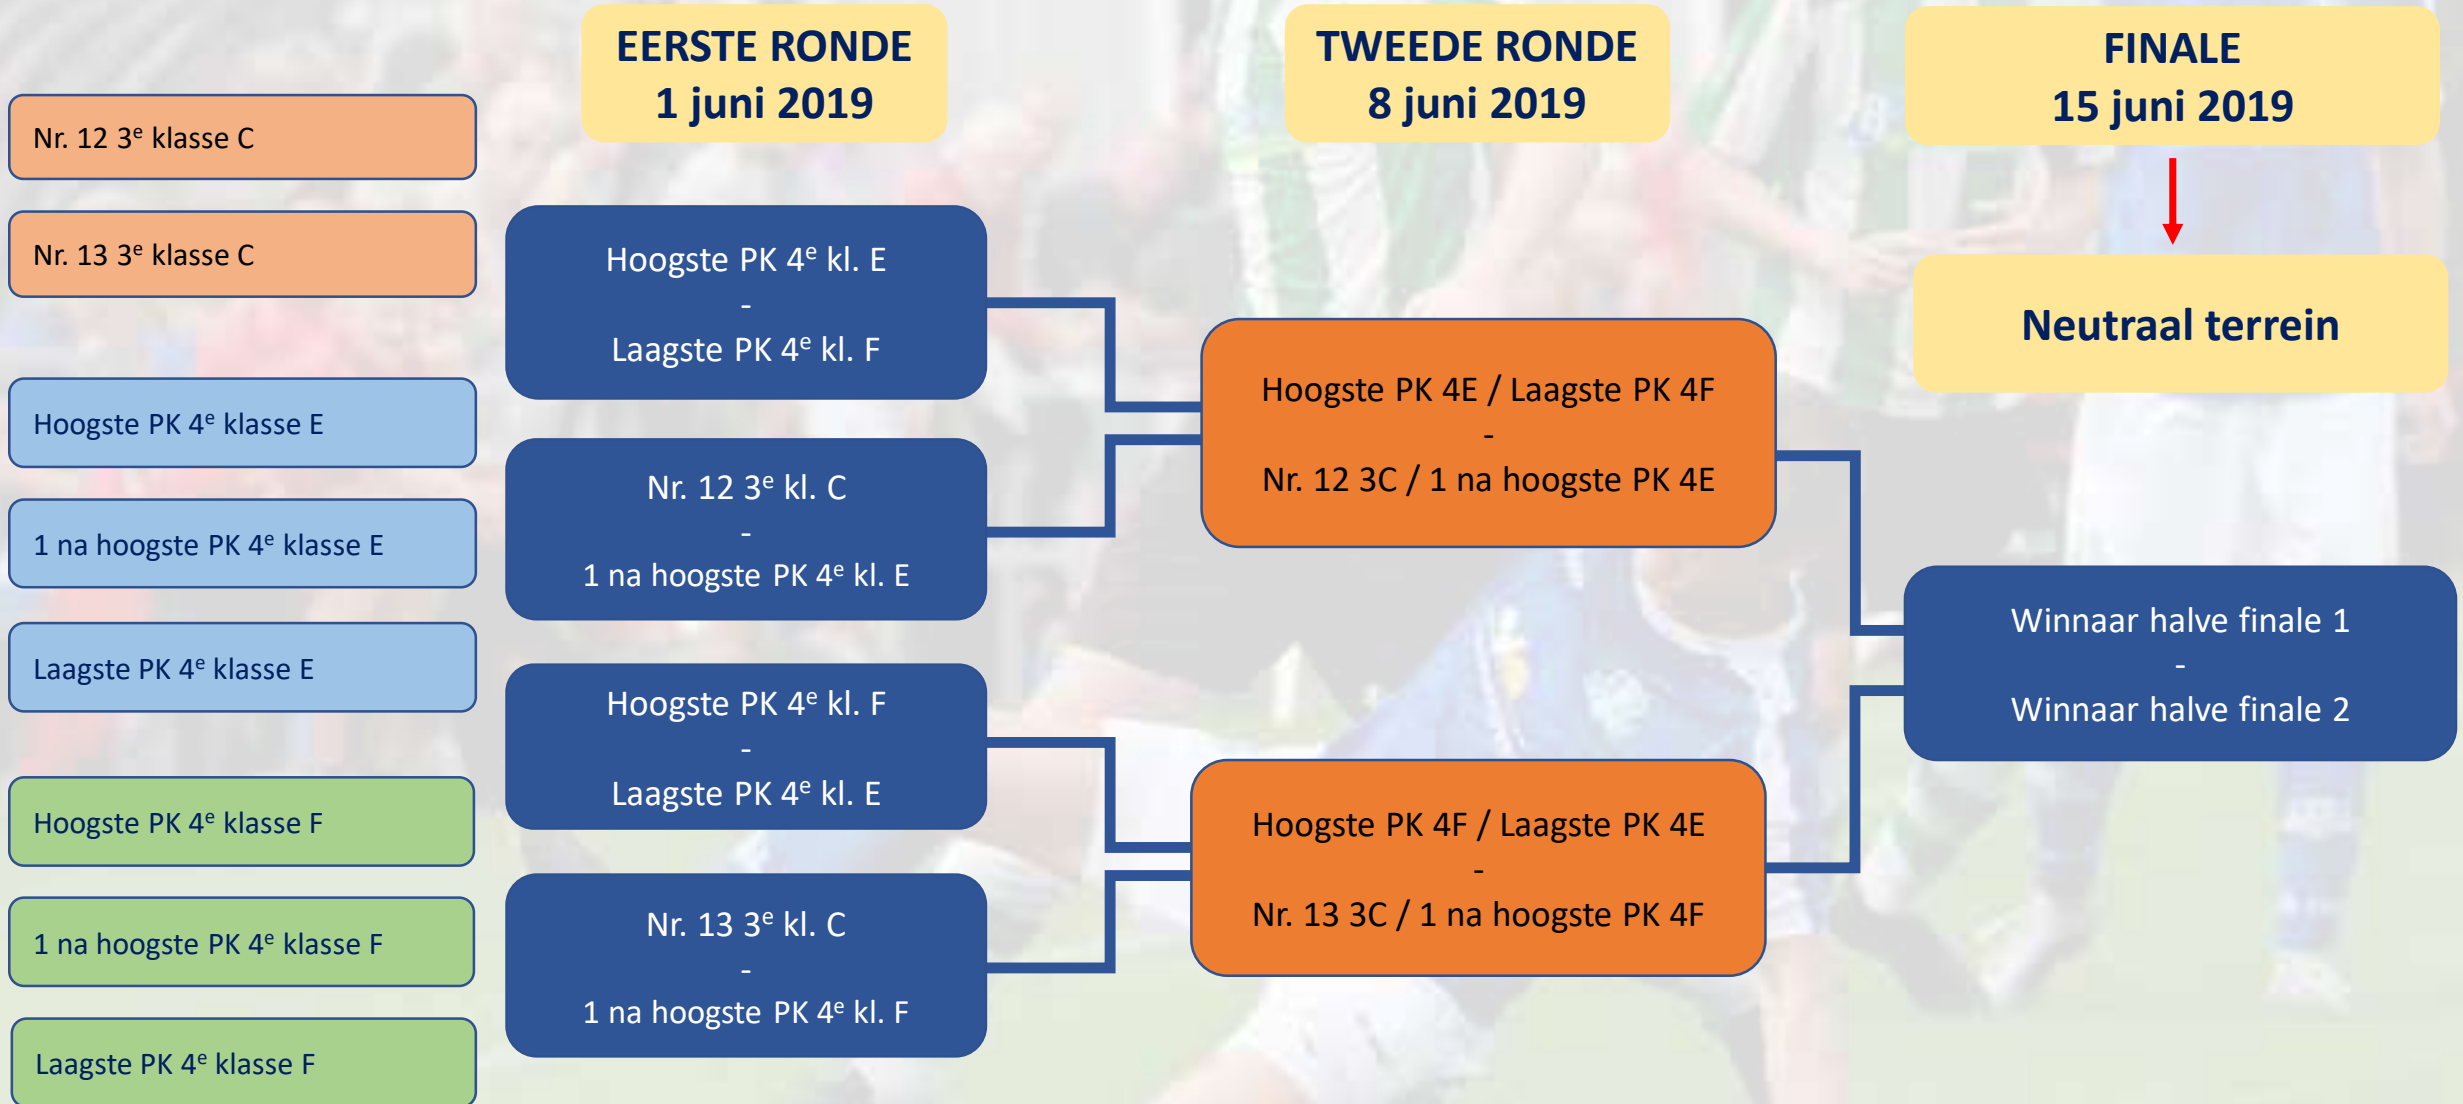 Nr. 12 3e klasse C
Nr. 13 3e klasse C
Hoogste PK 4e klasse E
1 na hoogste PK 4e klasse E
Laagste PK 4e klasse E
Hoogste PK 4e klasse F
1 na hoogste PK 4e klasse F
Laagste PK 4e klasse F
EERSTE RONDE
1 juni 2019
Hoogste PK 4e kl. E
-
Laagste PK 4e kl. F
Nr. 12 3e kl. C
-
1 na hoogste PK 4e kl. E
Hoogste PK 4e kl. F
-
Laagste PK 4e kl. E
Nr. 13 3e kl. C
-
1 na hoogste PK 4e kl. F
TWEEDE RONDE
8 juni 2019
Hoogste PK 4E / Laagste PK 4F
-
Nr. 12 3C / 1 na hoogste PK 4E
Hoogste PK 4F / Laagste PK 4E
-
Nr. 13 3C / 1 na hoogste PK 4F
FINALE
15 juni 2019
Neutraal terrein
Winnaar halve finale 1
-
Winnaar halve finale 2